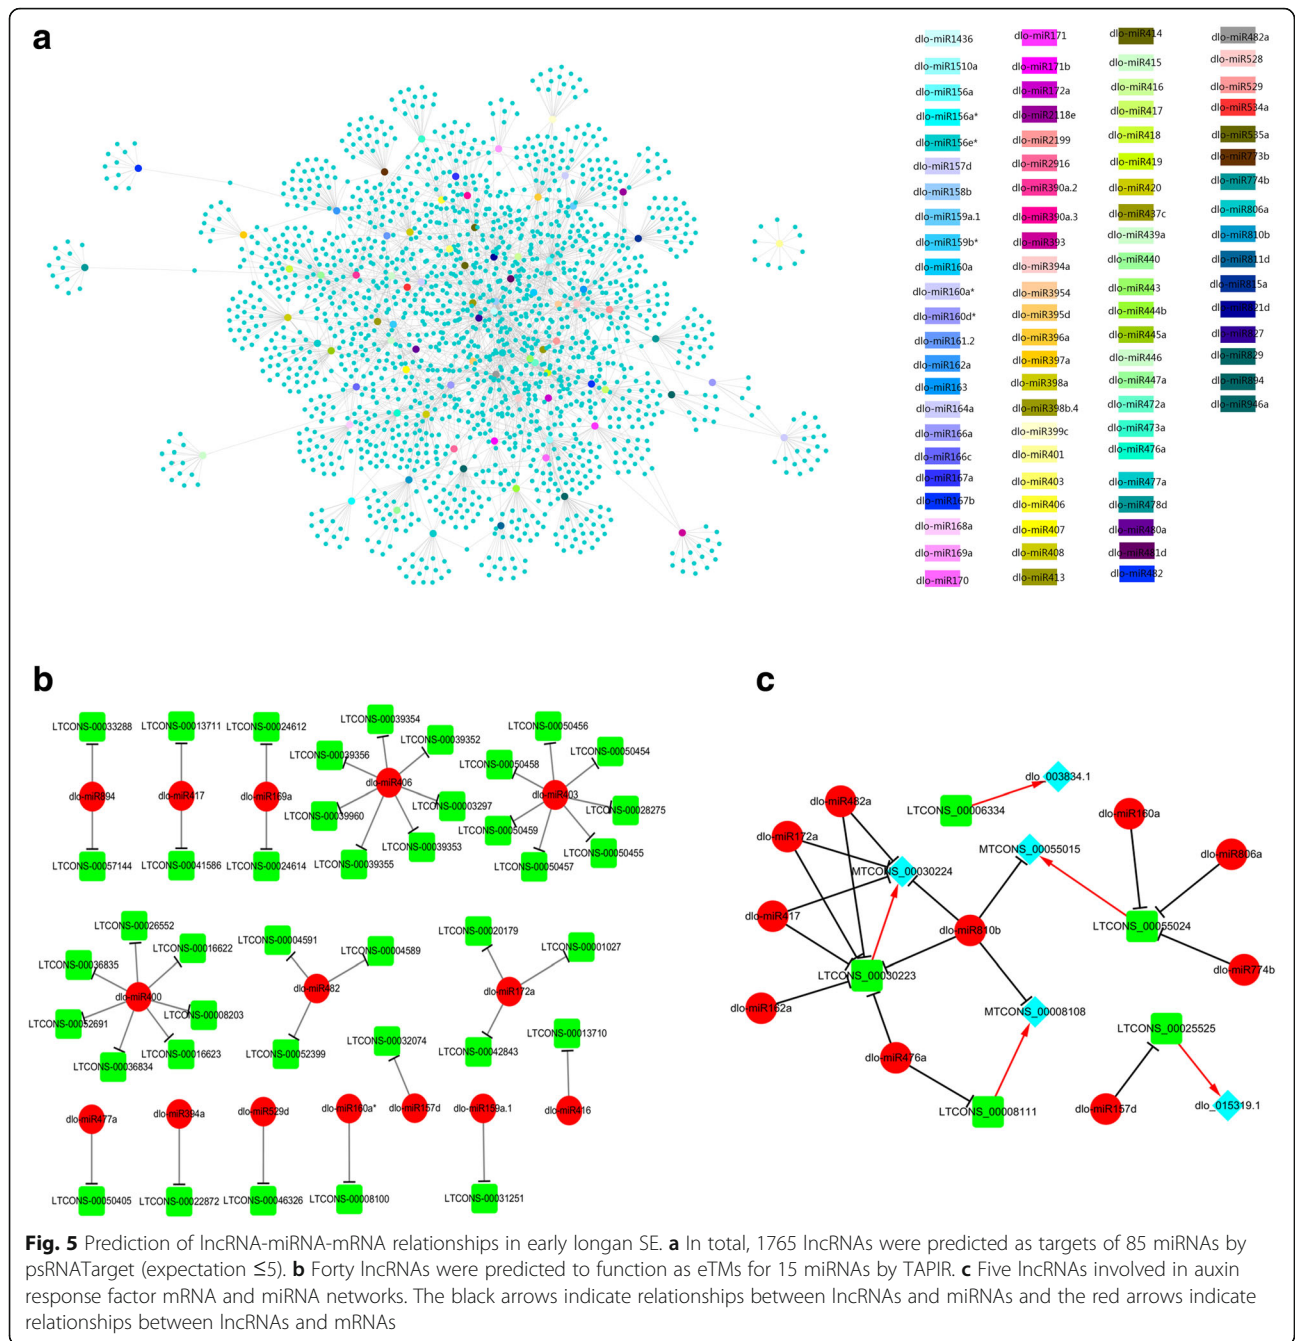 a
dlo-miR1436
dlo-miR1510a
dlo-miR156a
dlo-miR156a*
dlo-miR156e*
dlo-miR157d
dlo-miR158b
dlo-miR159a.1
dlo-miR159b*
dlo-miR160a
dlo-miR160a*
dlo-miR160d*
dlo-miR161.2
dlo-miR162a
dlo-miR163
dlo-miR164a
dlo-miR166a
dlo-miR166c
dlo-miR167a
dlo-miR167b
dlo-miR168a
dlo-miR169a
dlo-miR170
dlo-miR171
dlo-miR171b
dlo-miR172a
dlo-miR2118e
dlo-miR2199
dlo-miR2916
dlo-miR390a.2
dlo-miR390a.3
dlo-miR393
dlo-miR394a
dlo-miR3954
dlo-miR395d
dlo-miR396a
dlo-miR397a
dlo-miR398a
dlo-miR398b.4
dlo-miR399c
dlo-miR401
dlo-miR403
dlo-miR406
dlo-miR407
dlo-miR408
dlo-miR413
dlo-miR414
dlo-miR415
dlo-miR416
dlo-miR417
dlo-miR418
dlo-miR419
dlo-miR420
dlo-miR437c
dlo-miR439a
dlo-miR440
dlo-miR443
dlo-miR444b
dlo-miR445a
dlo-miR446
dlo-miR447a
dlo-miR472a
dlo-miR473a
dlo-miR476a
dlo-miR477a
dlo-miR478d
dlo-miR480a
dlo-miR481d
dlo-miR482
dlo-miR482a
dlo-miR528
dlo-miR529
dlo-miR534a
dlo-miR535a
dlo-miR773b
dlo-miR774b
dlo-miR806a
dlo-miR810b
dlo-miR811d
dlo-miR815a
dlo-miR821d
dlo-miR827
dlo-miR829
dlo-miR894
dlo-miR946a
b
LTCONS-00033288
LTCONS-00013711
LTCONS-00024612
dlo-miR894
dlo-miR417
dlo-miR169a
LTCONS-00057144
LTCONS-00041586
LTCONS-00024614
LTCONS-00039354
LTCONS-00039352
LTCONS-00039356
dlo-miR406
LTCONS-00003297
LTCONS-00039960
LTCONS-00039353
LTCONS-00039355
LTCONS-00050456
LTCONS-00050454
LTCONS-00050458
dlo-miR403
LTCONS-00028275
LTCONS-00050459
LTCONS-00050455
LTCONS-00050457
LTCONS-00026552
LTCONS-00016622
LTCONS-00036835
dlo-miR400
LTCONS-00008203
LTCONS-00052691
LTCONS-00016623
LTCONS-00036834
LTCONS-00004591
LTCONS-00004589
dlo-miR482
LTCONS-00052399
LTCONS-00020179
LTCONS-00001027
dlo-miR172a
LTCONS-00042843
LTCONS-00032074
LTCONS-00013710
dlo-miR477a
dlo-miR394a
dlo-miR529d
dlo-miR160a*
dlo-miR157d
dlo-miR159a.1
dlo-miR416
LTCONS-00050405
LTCONS-00022872
LTCONS-00046326
LTCONS-00008100
LTCONS-00031251
c
dlo_003834.1
dlo-miR482a
LTCONS_00006334
dlo-miR160a
dlo-miR172a
MTCONS_00055015
dlo-miR806a
MTCONS_00030224
dlo-miR417
dlo-miR810b
LTCONS_00055024
LTCONS_00030223
dlo-miR774b
dlo-miR162a
MTCONS_00008108
LTCONS_00025525
dlo-miR476a
LTCONS_00008111
dlo-miR157d
dlo_015319.1
Fig. 5 Prediction of lncRNA-miRNA-mRNA relationships in early longan SE. a In total, 1765 lncRNAs were predicted as targets of 85 miRNAs by
psRNATarget (expectation ≤5). b Forty lncRNAs were predicted to function as eTMs for 15 miRNAs by TAPIR. c Five lncRNAs involved in auxin
response factor mRNA and miRNA networks. The black arrows indicate relationships between lncRNAs and miRNAs and the red arrows indicate
relationships between lncRNAs and mRNAs